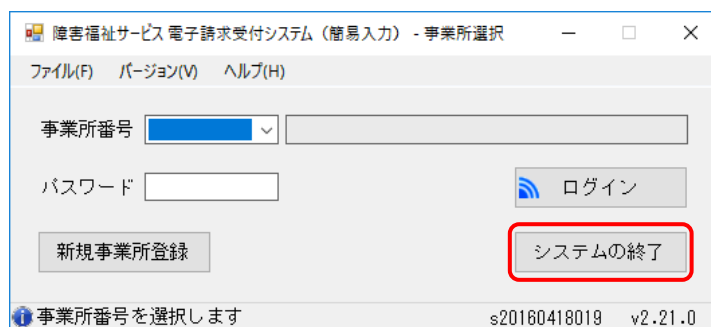 障害福祉サービス 電子請求受付システム（簡易入力） - 事業所選択
ファイル(F) バージョン(V) ヘルプ(H)
事業所番号
パスワード
ログイン
新規事業所登録
システムの終了
事業所番号を選択します s20160418019 v2.21.0